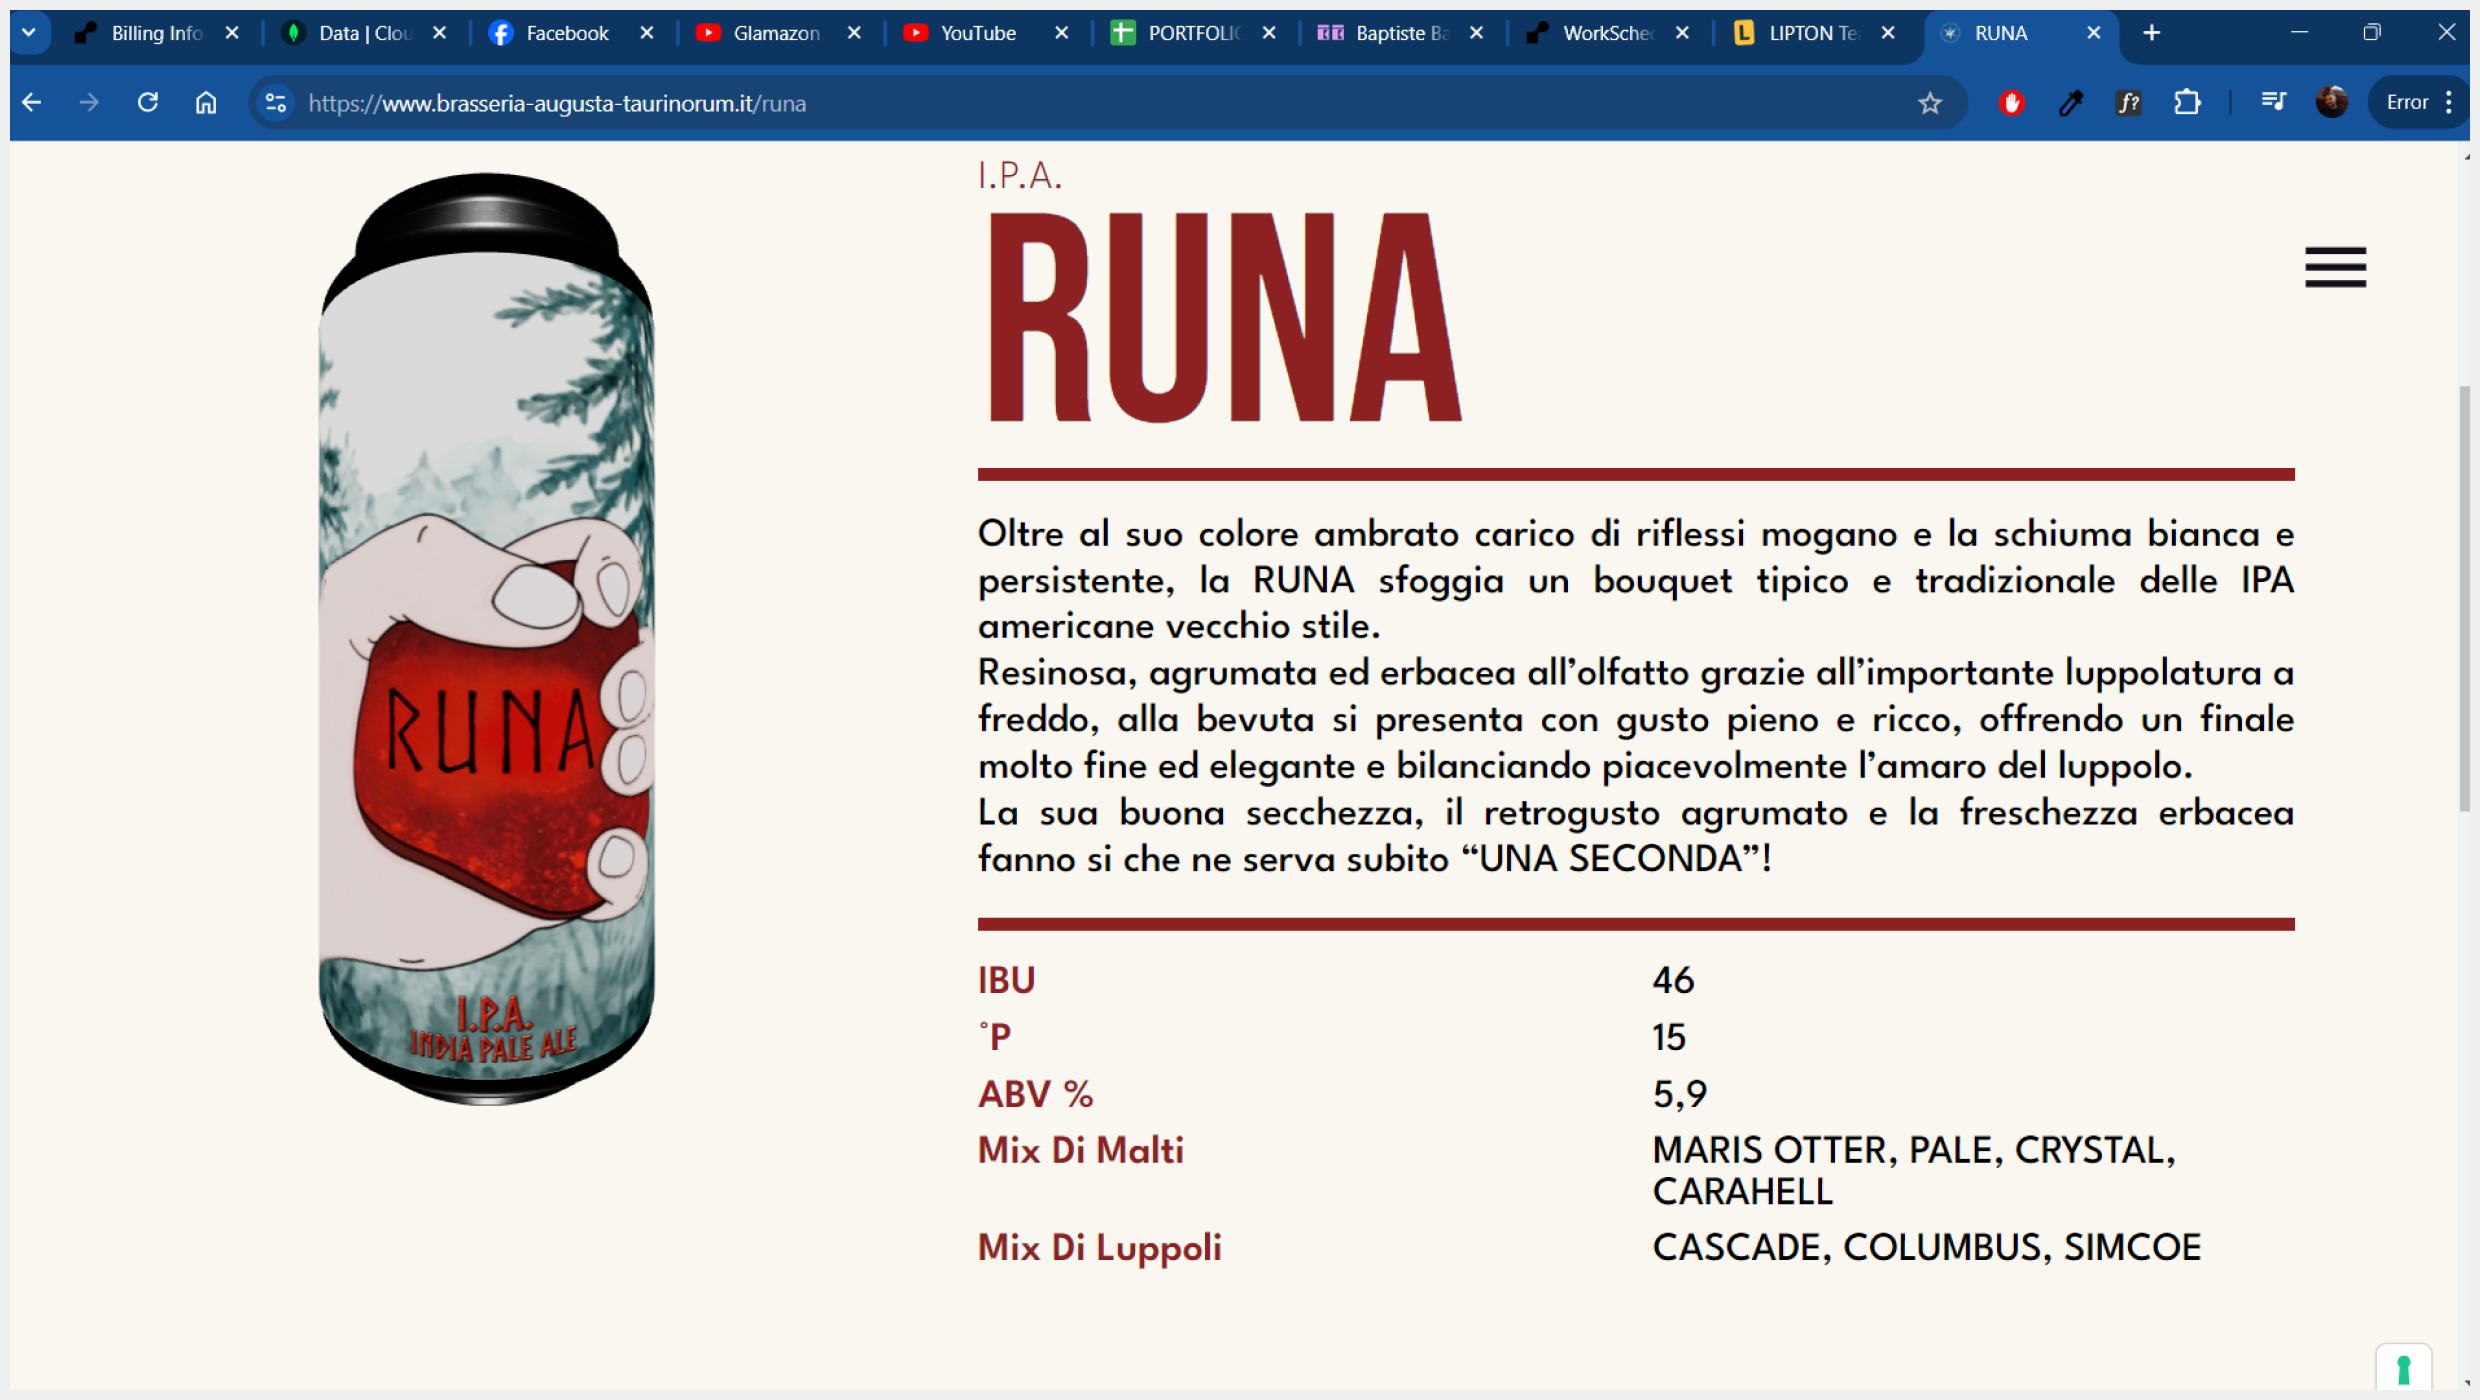 Billing Info
Data | Clou
Facebook
Glamazon
YouTube
PORTFOLIO
Baptiste Ba
WorkSched
LIPTON Te
RUNA
https://www.brasseria-augusta-taurinorum.it/runa
f?
Error
I.P.A.
RUNA
Oltre al suo colore ambrato carico di riflessi mogano e la schiuma bianca e
persistente, la RUNA sfoggia un bouquet tipico e tradizionale delle IPA
americane vecchio stile.
Resinosa, agrumata ed erbacea all’olfatto grazie all’importante luppolatura a
freddo, alla bevuta si presenta con gusto pieno e ricco, offrendo un finale
molto fine ed elegante e bilanciando piacevolmente l’amaro del luppolo.
La sua buona secchezza, il retrogusto agrumato e la freschezza erbacea
fanno si che ne serva subito “UNA SECONDA”!
IBU 46
°P 15
ABV % 5,9
Mix Di Malti MARIS OTTER, PALE, CRYSTAL,
CARAHELL
Mix Di Luppoli CASCADE, COLUMBUS, SIMCOE
RUNA
I.P.A.
INDIA PALE ALE